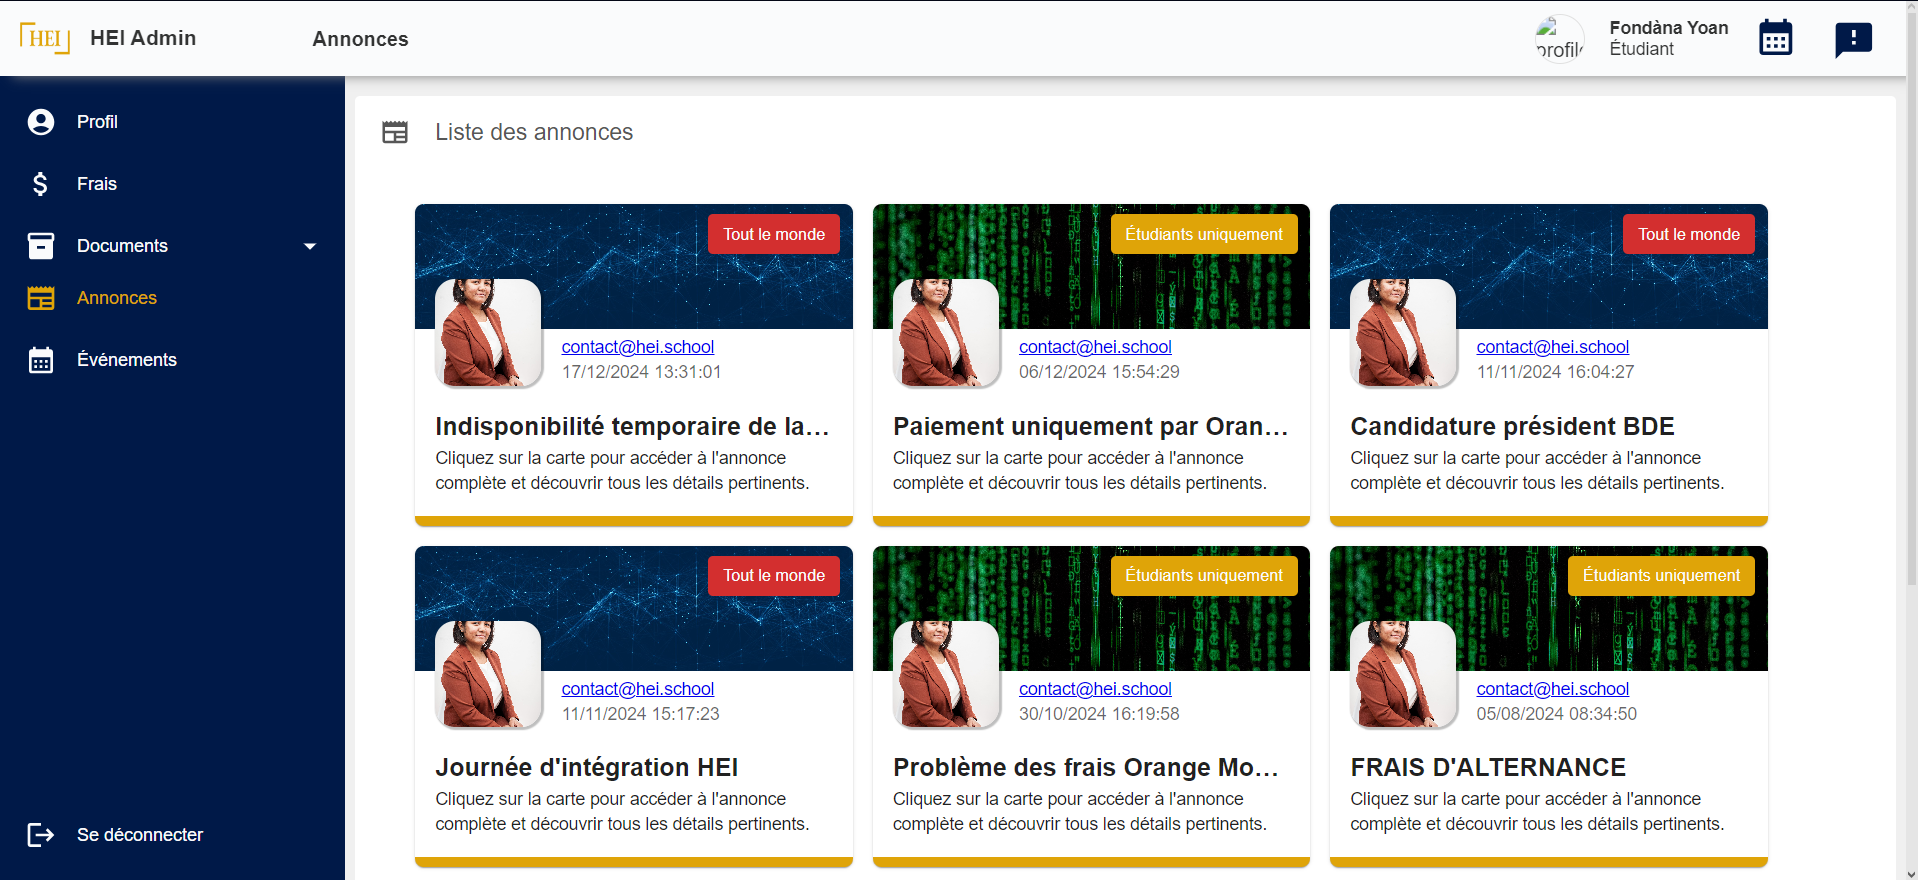 HEI
HEI Admin
Annonces
profile
Fondàna Yoan
Étudiant
Profil
Frais
Documents
Annonces
Événements
Se déconnecter
Liste des annonces
Tout le monde
contact@hei.school
17/12/2024 13:31:01
Indisponibilité temporaire de la...
Cliquez sur la carte pour accéder à l'annonce
complète et découvrir tous les détails pertinents.
Étudiants uniquement
contact@hei.school
06/12/2024 15:54:29
Paiement uniquement par Oran...
Cliquez sur la carte pour accéder à l'annonce
complète et découvrir tous les détails pertinents.
Tout le monde
contact@hei.school
11/11/2024 16:04:27
Candidature président BDE
Cliquez sur la carte pour accéder à l'annonce
complète et découvrir tous les détails pertinents.
Tout le monde
contact@hei.school
11/11/2024 15:17:23
Journée d'intégration HEI
Cliquez sur la carte pour accéder à l'annonce
complète et découvrir tous les détails pertinents.
Étudiants uniquement
contact@hei.school
30/10/2024 16:19:58
Problème des frais Orange Mo...
Cliquez sur la carte pour accéder à l'annonce
complète et découvrir tous les détails pertinents.
Étudiants uniquement
contact@hei.school
05/08/2024 08:34:50
FRAIS D'ALTERNANCE
Cliquez sur la carte pour accéder à l'annonce
complète et découvrir tous les détails pertinents.